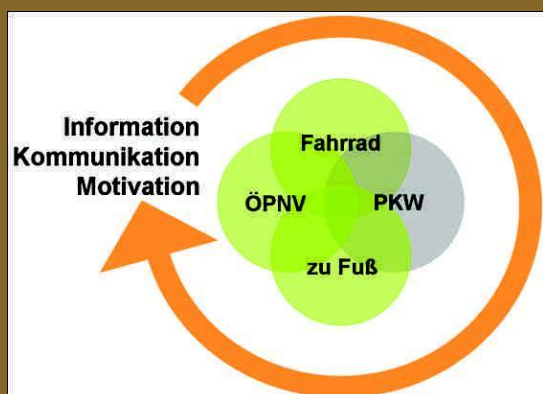 Information
Kommunikation
Motivation
Fahrrad
ÖPNV
PKW
zu Fuß